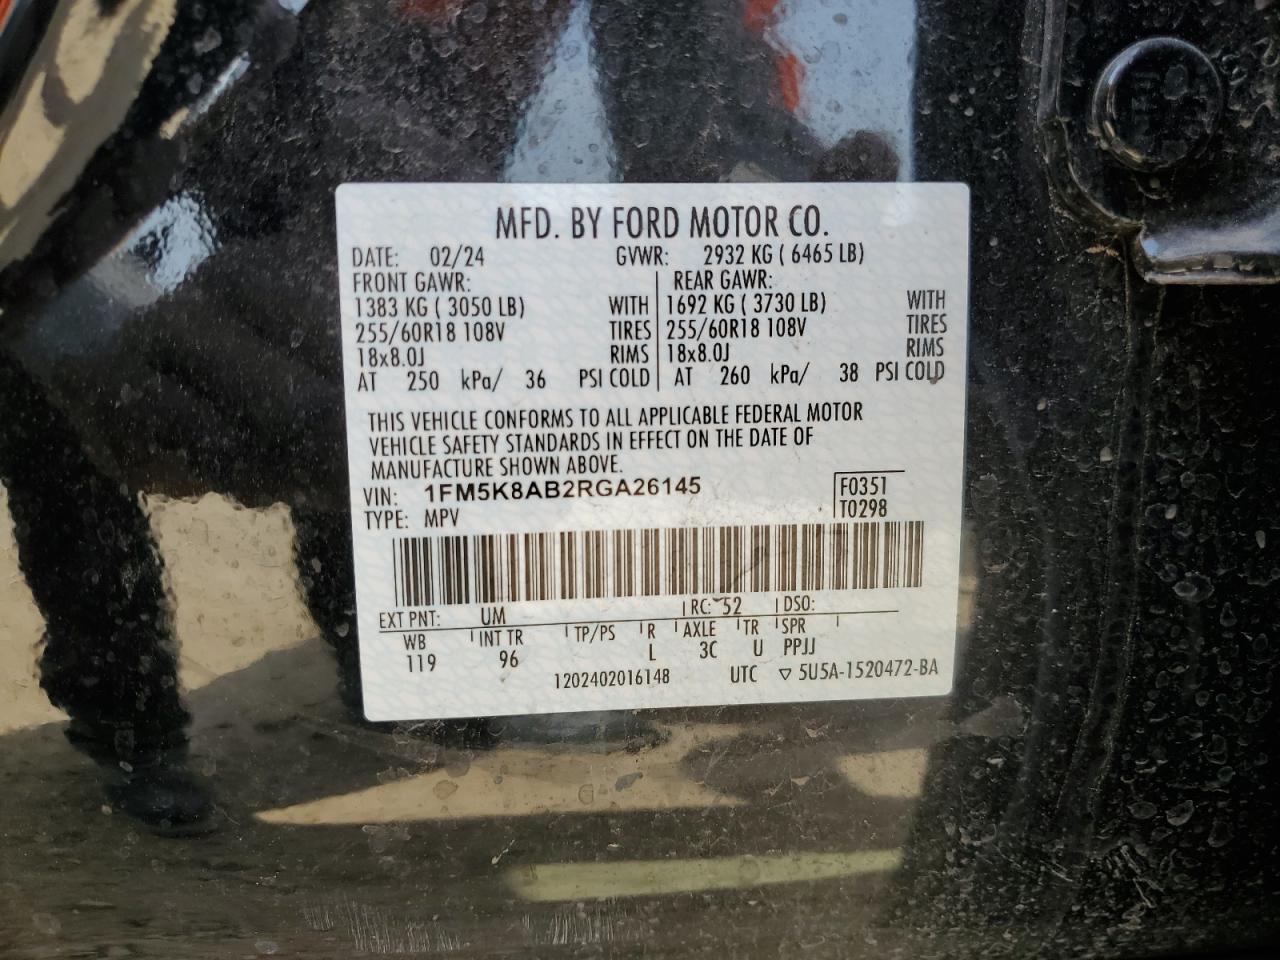 MFD. BY FORD MOTOR CO.
DATE: 02/24 GVWR: 2932 KG ( 6465 LB)
FRONT GAWR: REAR GAWR:
1383 KG ( 3050 LB) WITH 1692 KG ( 3730 LB) WITH
255/60R18 108V TIRES 255/60R18 108V TIRES
18x8.0J RIMS 18x8.0J RIMS
AT 250 kPa/ 36 PSI COLD AT 260 kPa/ 38 PSI COLD
THIS VEHICLE CONFORMS TO ALL APPLICABLE FEDERAL MOTOR
VEHICLE SAFETY STANDARDS IN EFFECT ON THE DATE OF
MANUFACTURE SHOWN ABOVE.
VIN: 1FM5K8AB2RGA26145 F0351
TYPE: MPV T0298
EXT PNT: UM RC: 52 DSO:
WB INT TR TP/PS R AXLE TR SPR
119 96 L 3C U PPJJ
1202402016148 UTC ▽ 5U5A-1520472-BA